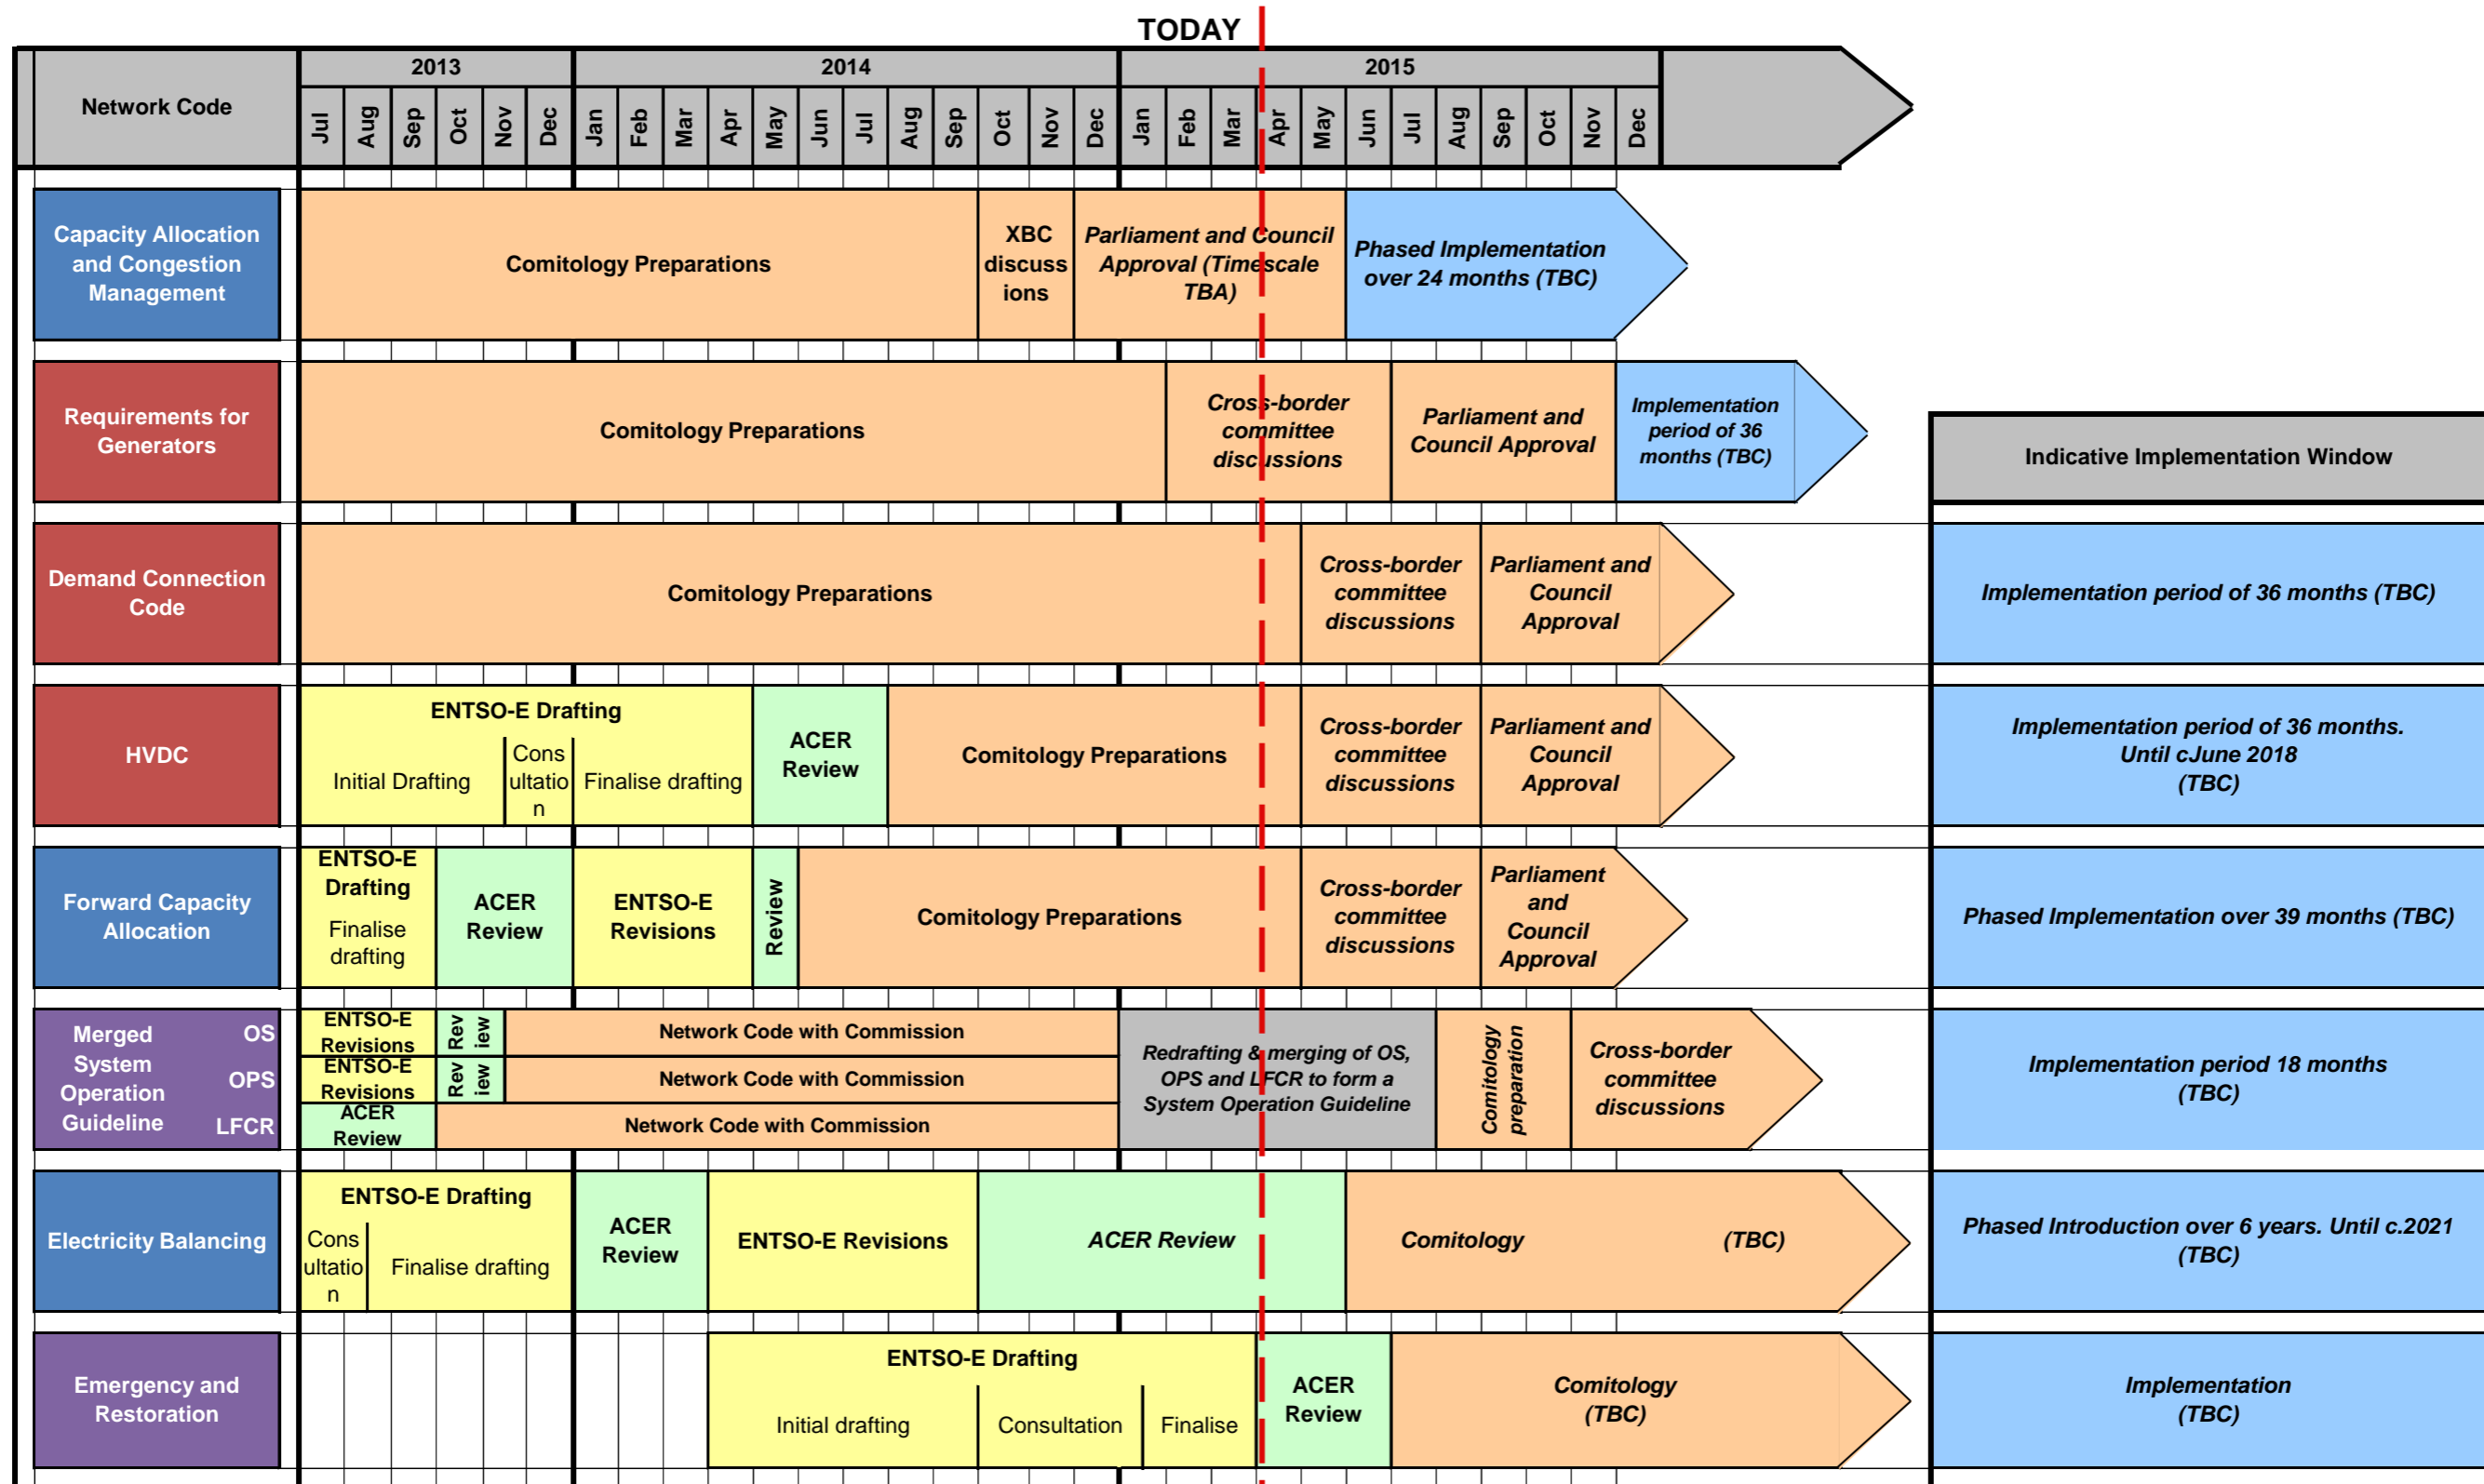 TODAY
Network Code
2013
2014
2015
Jul
Aug
Sep
Oct
Nov
Dec
Jan
Feb
Mar
Apr
May
Jun
Jul
Aug
Sep
Oct
Nov
Dec
Jan
Feb
Mar
Apr
May
Jun
Jul
Aug
Sep
Oct
Nov
Dec
Capacity Allocation
and Congestion
Management
Comitology Preparations
XBC
discuss
ions
Parliament and Council
Approval (Timescale
TBA)
Phased Implementation
over 24 months (TBC)
Requirements for
Generators
Comitology Preparations
Cross-border
committee
discussions
Parliament and
Council Approval
Implementation
period of 36
months (TBC)
Indicative Implementation Window
Demand Connection
Code
Comitology Preparations
Cross-border
committee
discussions
Parliament and
Council
Approval
Implementation period of 36 months (TBC)
HVDC
ENTSO-E Drafting
Initial Drafting
Cons
ultatio
n
Finalise drafting
ACER
Review
Comitology Preparations
Cross-border
committee
discussions
Parliament and
Council
Approval
Implementation period of 36 months.
Until cJune 2018
(TBC)
Forward Capacity
Allocation
ENTSO-E
Drafting
Finalise
drafting
ACER
Review
ENTSO-E
Revisions
Review
Comitology Preparations
Cross-border
committee
discussions
Parliament
and
Council
Approval
Phased Implementation over 39 months (TBC)
Merged
System
Operation
Guideline
OS
OPS
LFCR
ENTSO-E
Revisions
Rev
iew
Network Code with Commission
ENTSO-E
Revisions
Rev
iew
Network Code with Commission
ACER
Review
Network Code with Commission
Redrafting & merging of OS,
OPS and LFCR to form a
System Operation Guideline
Comitology
preparation
Cross-border
committee
discussions
Implementation period 18 months
(TBC)
Electricity Balancing
ENTSO-E Drafting
Cons
ultatio
n
Finalise drafting
ACER
Review
ENTSO-E Revisions
ACER Review
Comitology (TBC)
Phased Introduction over 6 years. Until c.2021
(TBC)
Emergency and
Restoration
ENTSO-E Drafting
Initial drafting
Consultation
Finalise
ACER
Review
Comitology
(TBC)
Implementation
(TBC)